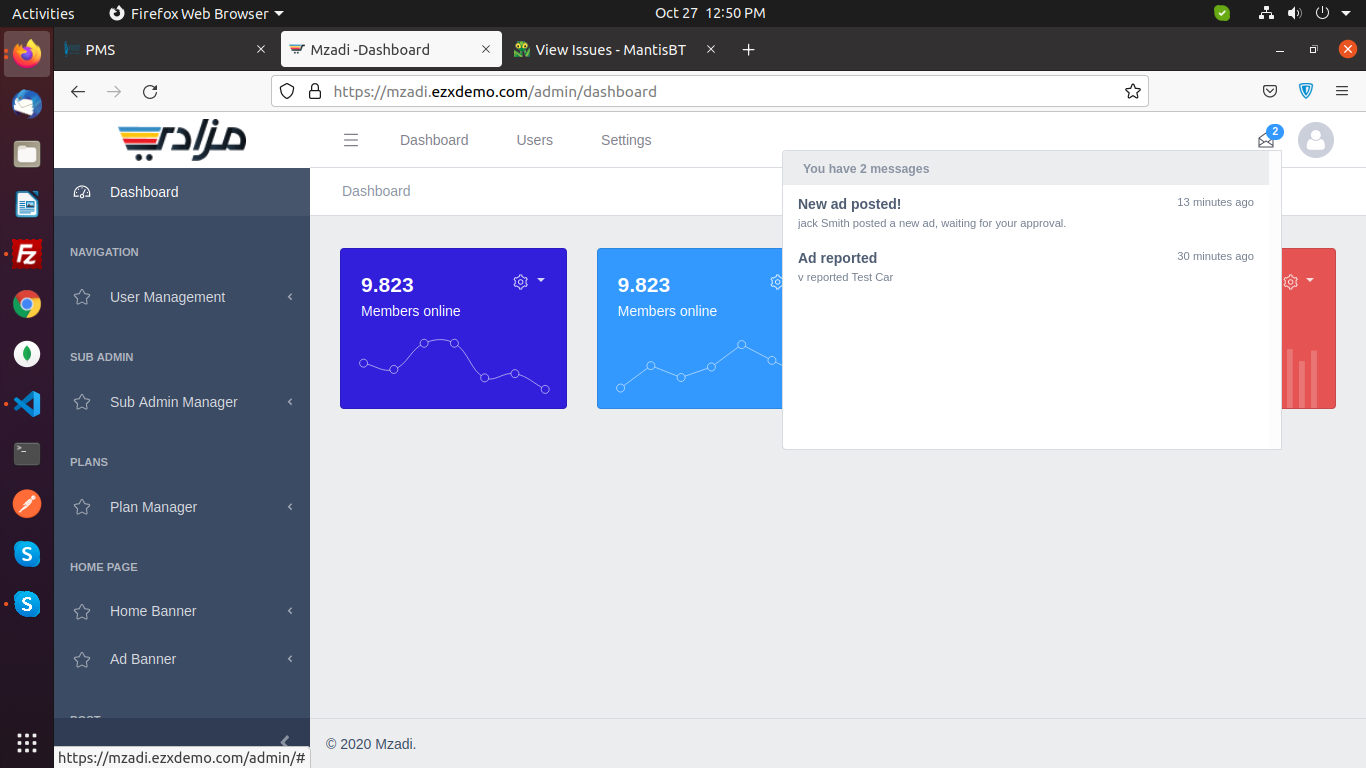 Activities
Firefox Web Browser
Oct 27 12:50 PM
PMS
Mzadi -Dashboard
View Issues - MantisBT
https://mzadi.ezxdemo.com/admin/dashboard
مزادي
Dashboard
Users
Settings
2
Dashboard
Dashboard
You have 2 messages
New ad posted!
13 minutes ago
jack Smith posted a new ad, waiting for your approval.
Ad reported
30 minutes ago
v reported Test Car
NAVIGATION
User Management
SUB ADMIN
Sub Admin Manager
PLANS
Plan Manager
HOME PAGE
Home Banner
Ad Banner
POST
9.823
Members online
9.823
Members online
© 2020 Mzadi.
https://mzadi.ezxdemo.com/admin/#